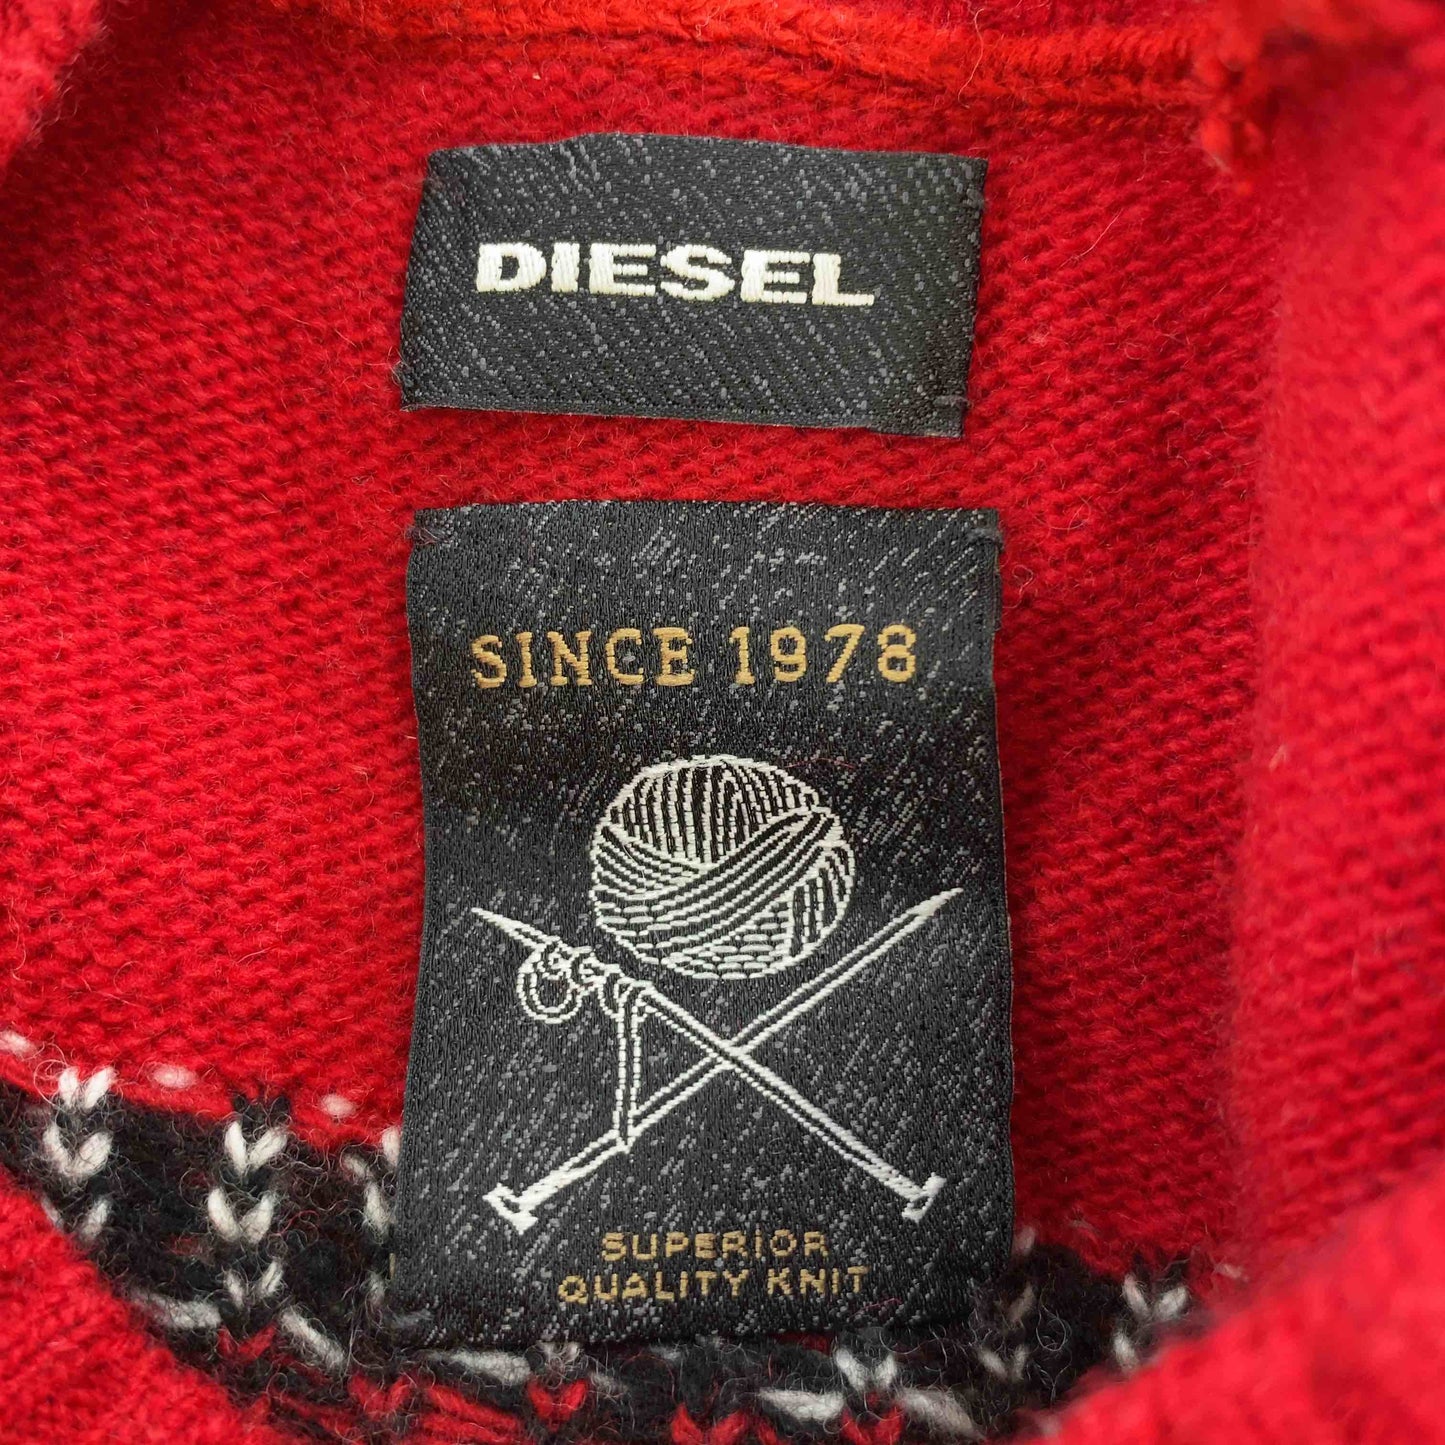 DIESEL
SINCE 1978
SUPERIOR
QUALITY KNIT